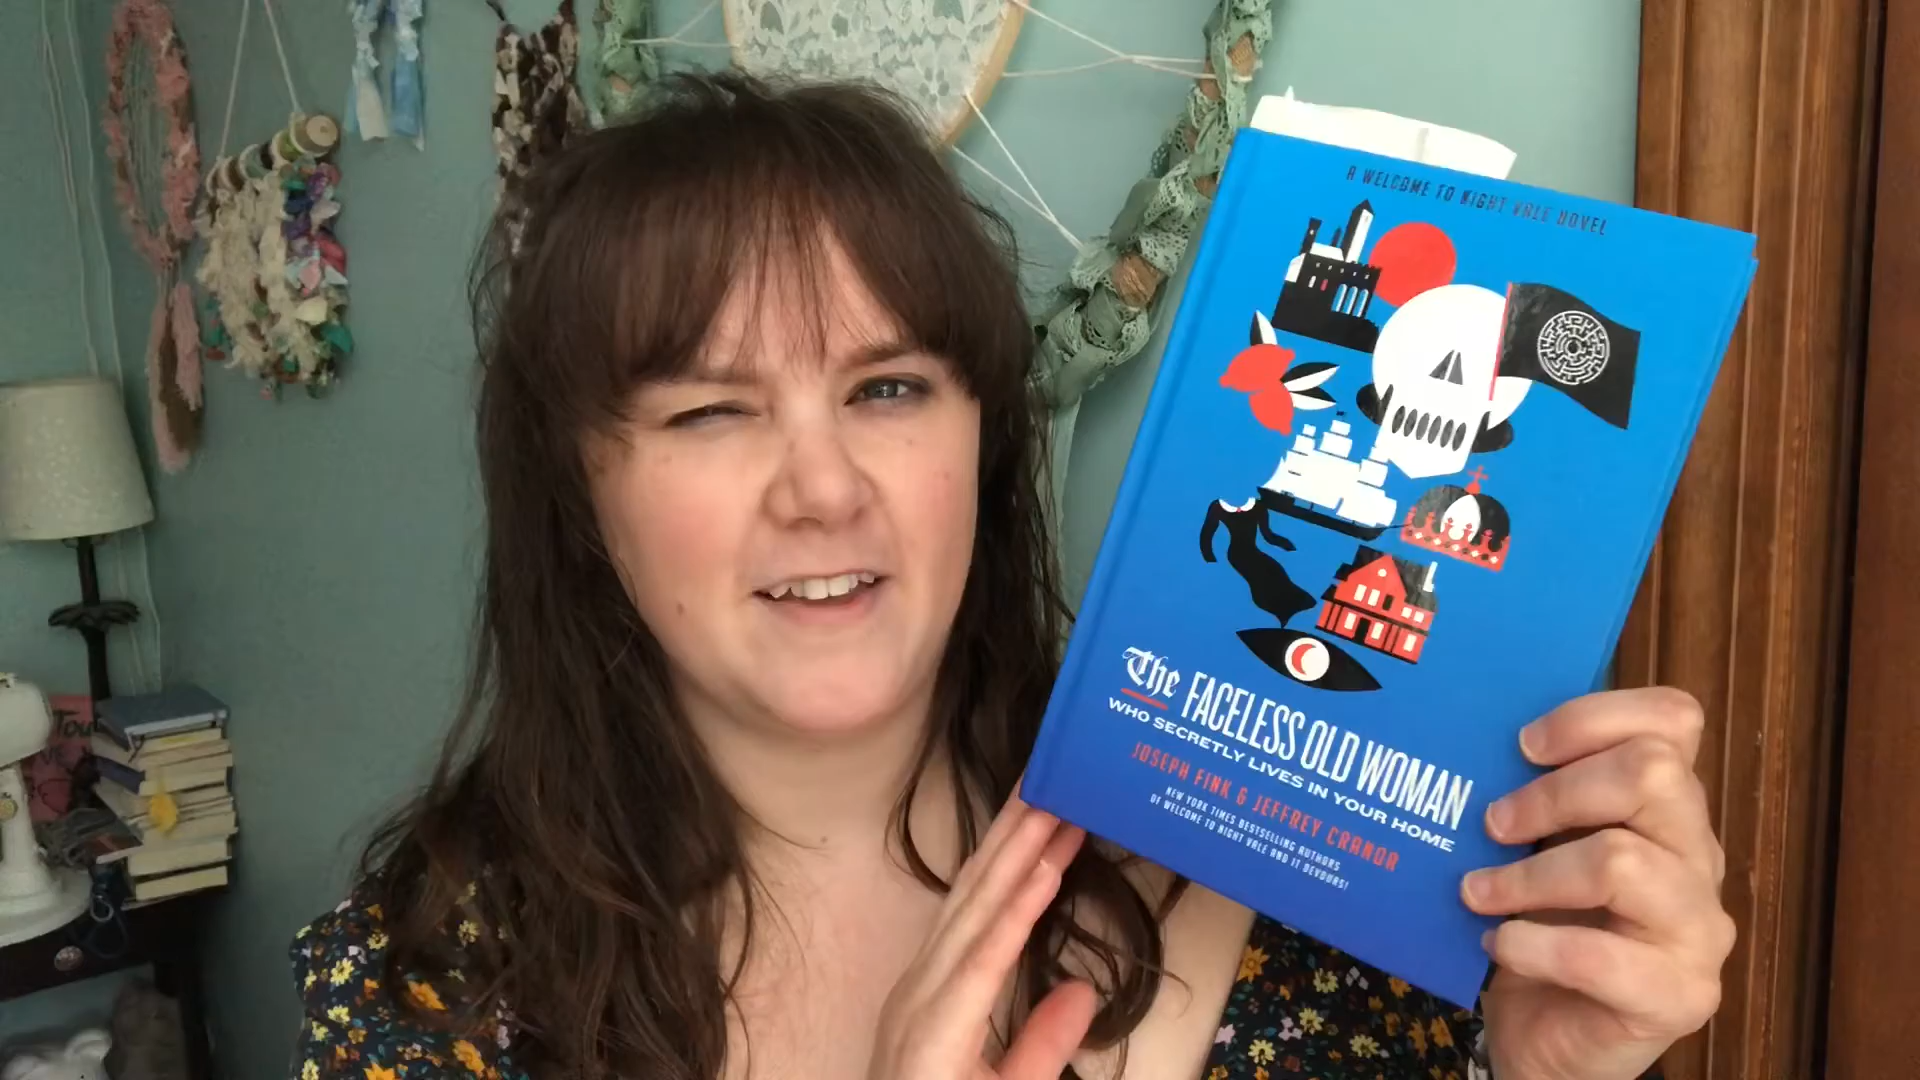 A WELCOME TO NIGHT VALE NOVEL
The FACELESS OLD WOMAN
WHO SECRETLY LIVES IN YOUR HOME
JOSEPH FINK & JEFFREY CRANOR
NEW YORK TIMES BESTSELLING AUTHORS
OF WELCOME TO NIGHT VALE AND IT DEVOURS!